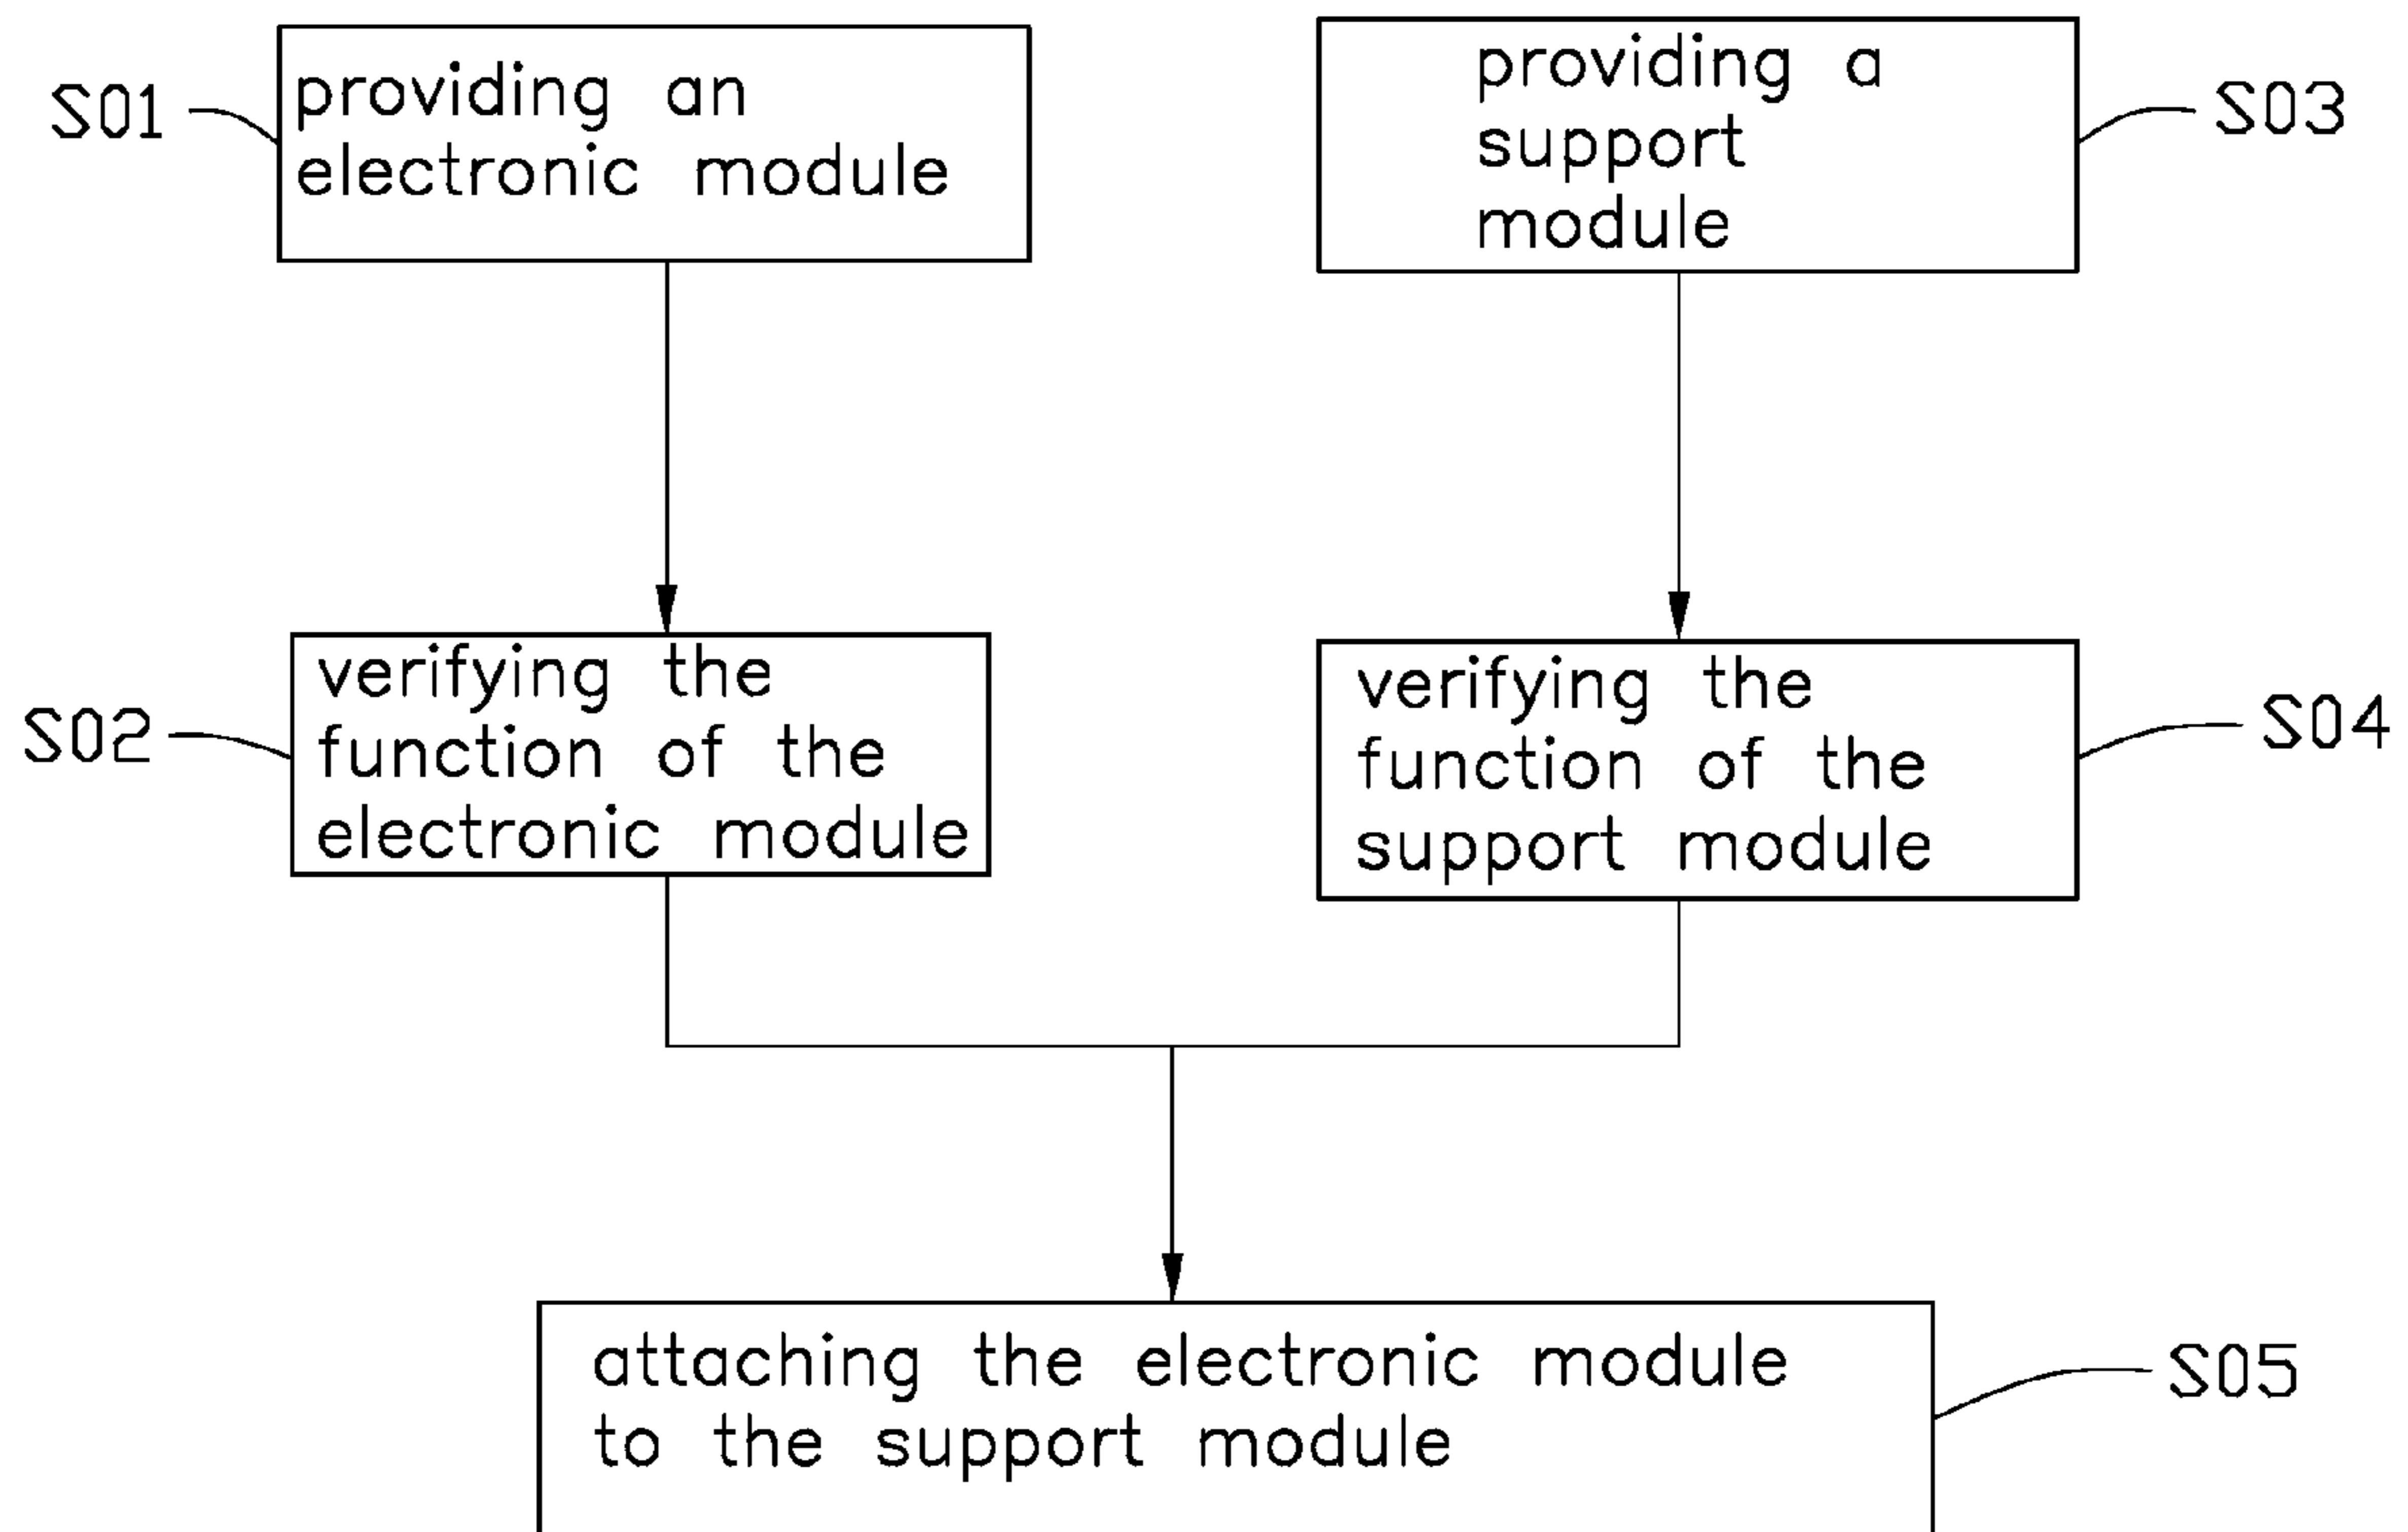 S01
providing an
electronic module
providing a
support
module
S03
S02
verifying the
function of the
electronic module
verifying the
function of the
support module
S04
attaching the electronic module
to the support module
S05